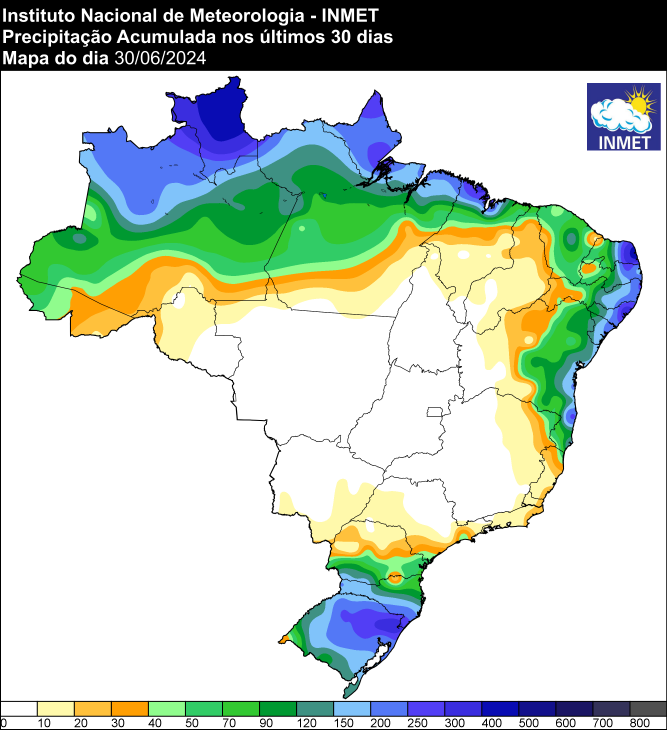 Instituto Nacional de Meteorologia - INMET
Precipitação Acumulada nos últimos 30 dias
Mapa do dia 30/06/2024
INMET
0 10 20 30 40 50 70 90 120 150 200 250 300 400 500 600 700 800